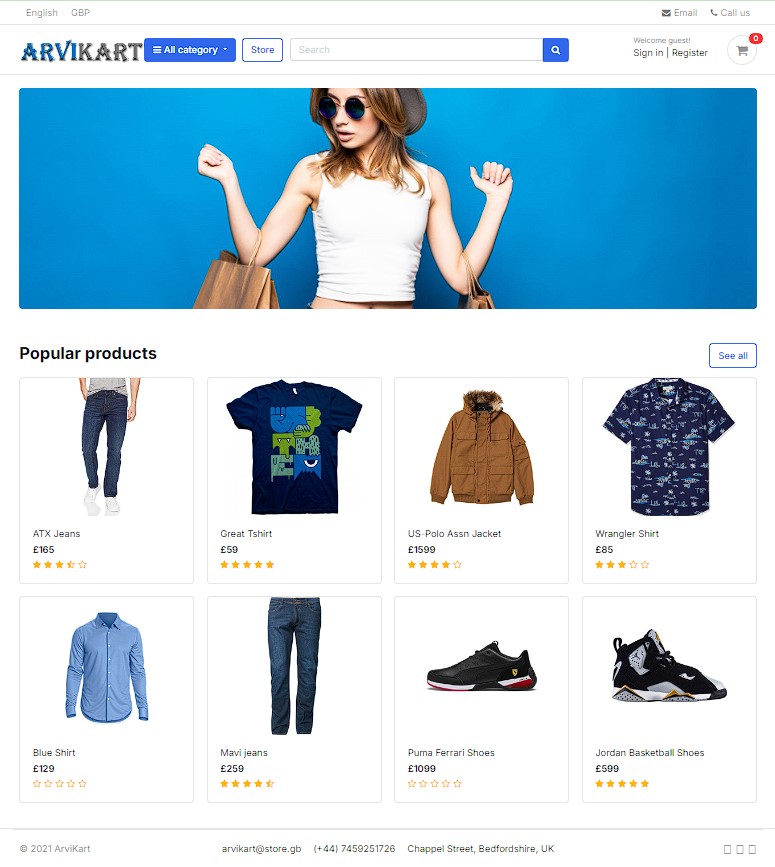 English GBP Email Call us
ARVIKART All category Store Search Welcome guest! Sign in | Register 0
Popular products See all
ATX Jeans
£165
Great Tshirt
£59
US-Polo Assn Jacket
£1599
Wrangler Shirt
£85
Blue Shirt
£129
Mavi jeans
£259
Puma Ferrari Shoes
£1099
Jordan Basketball Shoes
£599
© 2021 ArviKart arvikart@store.gb (+44) 7459251726 Chappel Street, Bedfordshire, UK